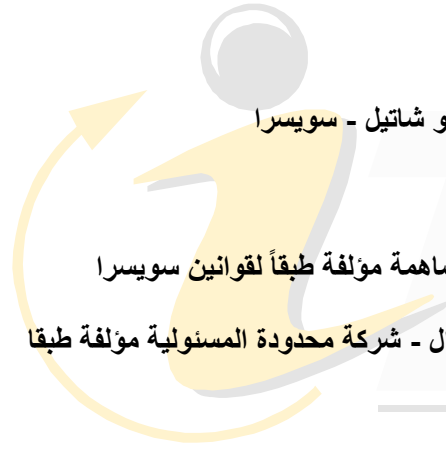 و شاتيل - سويسرا
ساهمة مؤلفة طبقاً لقوانين سويسرا
ل - شركة محدودة المسئولية مؤلفة طبقا